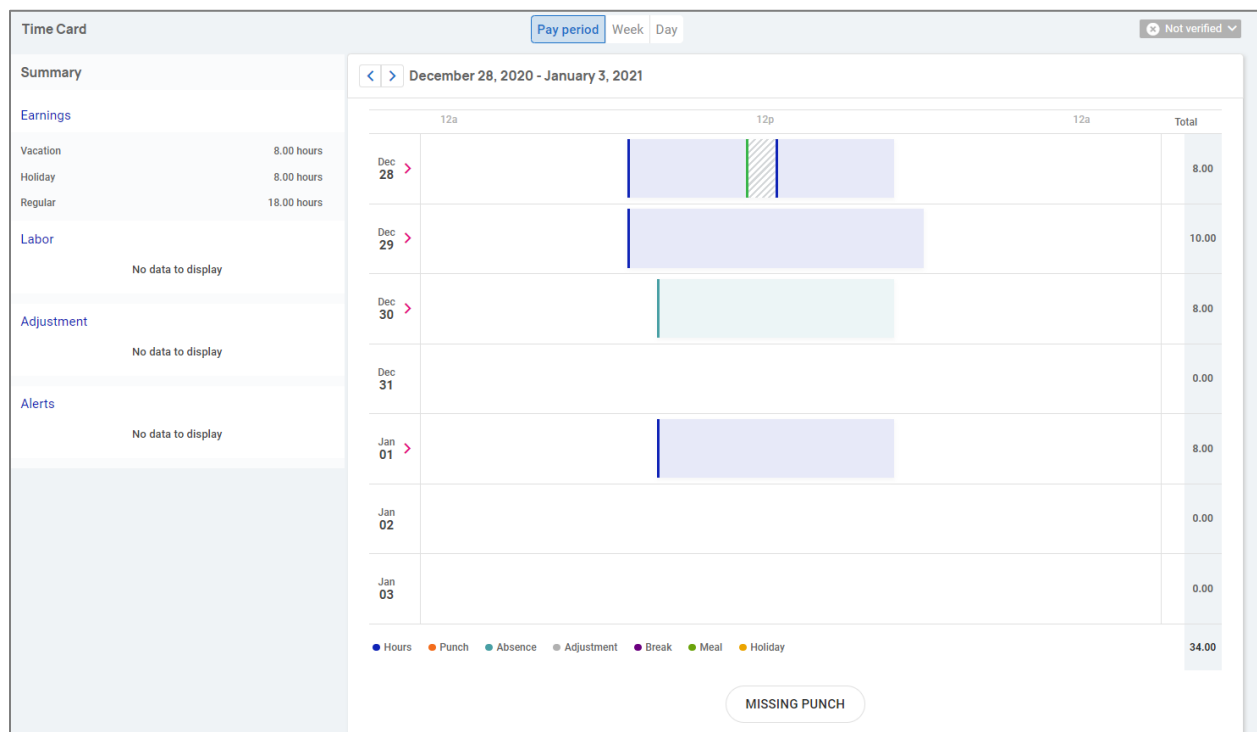 Time Card
Pay period Week Day
Not verified
Summary
December 28, 2020 - January 3, 2021
Earnings
Vacation 8.00 hours
Holiday 8.00 hours
Regular 18.00 hours
Labor
No data to display
Adjustment
No data to display
Alerts
No data to display
12a 12p 12a Total
Dec
28 8.00
Dec
29 10.00
Dec
30 8.00
Dec
31 0.00
Jan
01 8.00
Jan
02 0.00
Jan
03 0.00
Hours Punch Absence Adjustment Break Meal Holiday 34.00
MISSING PUNCH